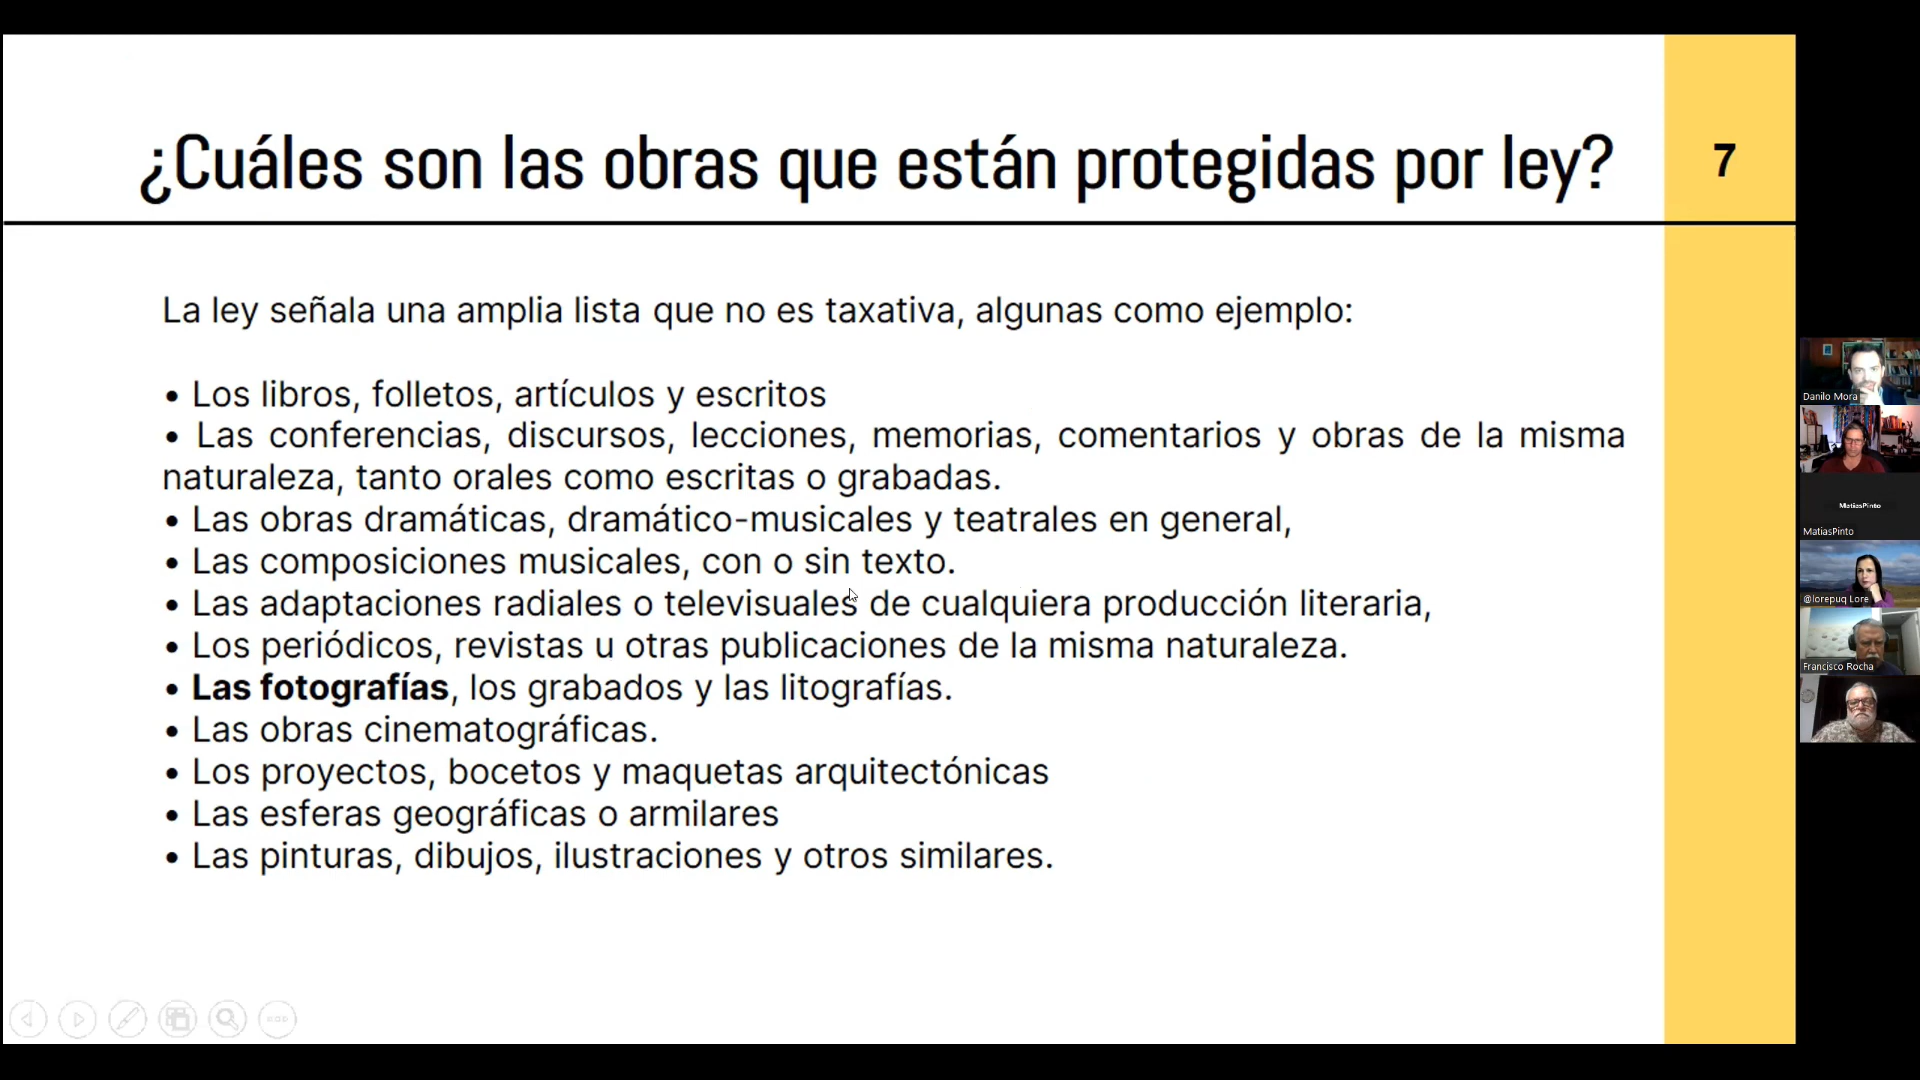 ¿Cuáles son las obras que están protegidas por ley?
7
La ley señala una amplia lista que no es taxativa, algunas como ejemplo:
• Los libros, folletos, artículos y escritos
• Las conferencias, discursos, lecciones, memorias, comentarios y obras de la misma
naturaleza, tanto orales como escritas o grabadas.
• Las obras dramáticas, dramático-musicales y teatrales en general,
• Las composiciones musicales, con o sin texto.
• Las adaptaciones radiales o televisuales de cualquiera producción literaria,
• Los periódicos, revistas u otras publicaciones de la misma naturaleza.
• Las fotografías, los grabados y las litografías.
• Las obras cinematográficas.
• Los proyectos, bocetos y maquetas arquitectónicas
• Las esferas geográficas o armilares
• Las pinturas, dibujos, ilustraciones y otros similares.
Danilo Mora
MatiasPinto
MatiasPinto
@lorepuq Lore
Francisco Rocha